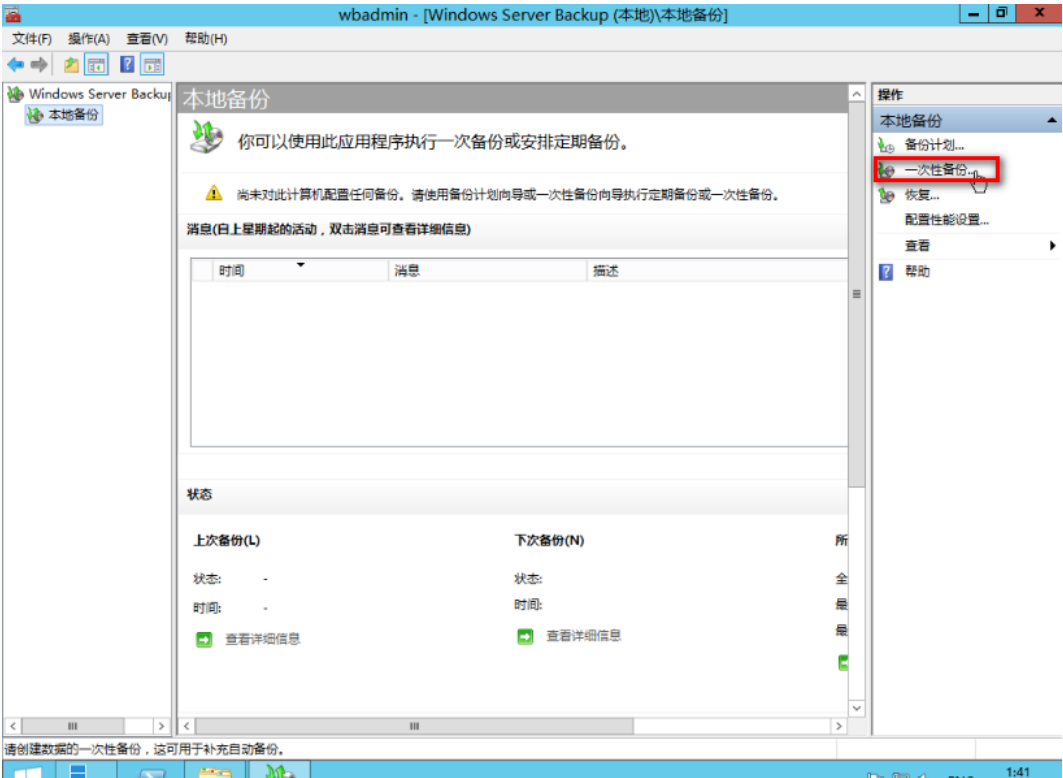 wbadmin - [Windows Server Backup (本地)\本地备份]
文件(F) 操作(A) 查看(V) 帮助(H)
Windows Server Backup
本地备份
本地备份
你可以使用此应用程序执行一次备份或安排定期备份。
尚未对此计算机配置任何备份。请使用备份计划向导或一次性备份向导执行定期备份或一次性备份。
消息(自上星期起的活动，双击消息可查看详细信息)
时间 消息 描述
状态
上次备份(L) 下次备份(N) 所
状态: - 状态: 全
时间: - 时间: 最
查看详细信息 查看详细信息 最
操作
本地备份
备份计划...
一次性备份...
恢复...
配置性能设置...
查看
帮助
请创建数据的一次性备份，这可用于补充自动备份。
1:41